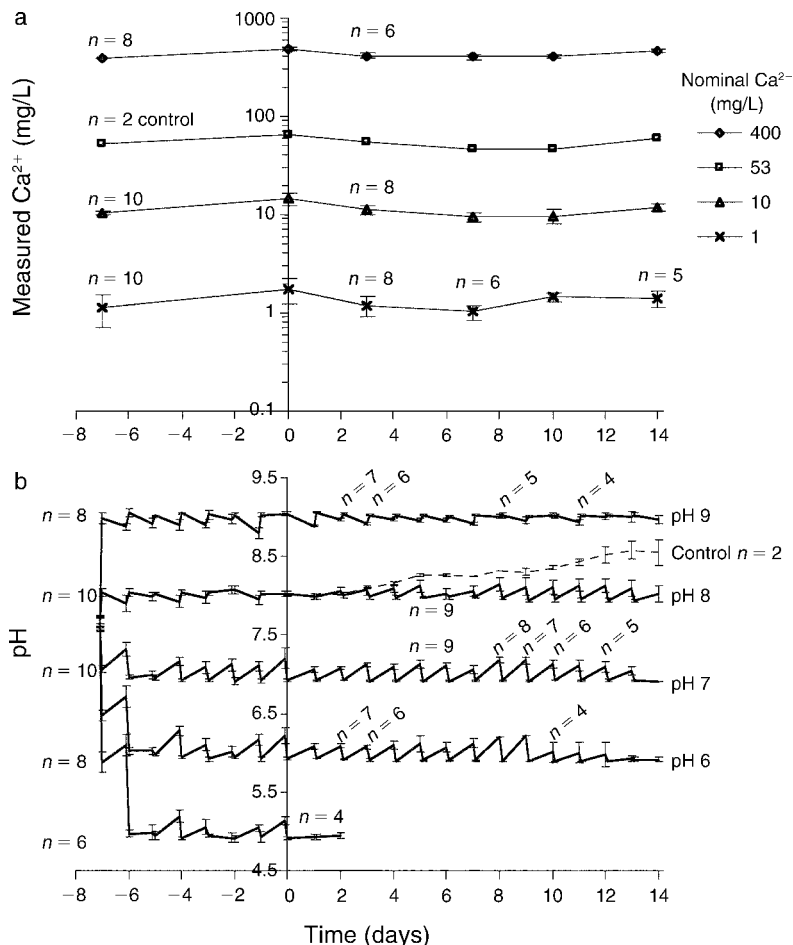 a
1000
n = 8
n = 6
Nominal Ca²⁻
(mg/L)
400
53
10
1
100
n = 2 control
Measured Ca²⁺ (mg/L)
n = 10
n = 8
10
n = 10
n = 8
n = 6
n = 5
1
0.1
−8 −6 −4 −2 0 2 4 6 8 10 12 14
b
9.5
n = 7
n = 6
n = 5
n = 4
n = 8
pH 9
8.5
Control n = 2
n = 10
n = 9
pH 8
pH
7.5
n = 9
n = 8
n = 7
n = 6
n = 5
n = 10
pH 7
6.5
n = 7
n = 6
n = 4
n = 8
pH 6
5.5
n = 4
n = 6
4.5
−8 −6 −4 −2 0 2 4 6 8 10 12 14
Time (days)